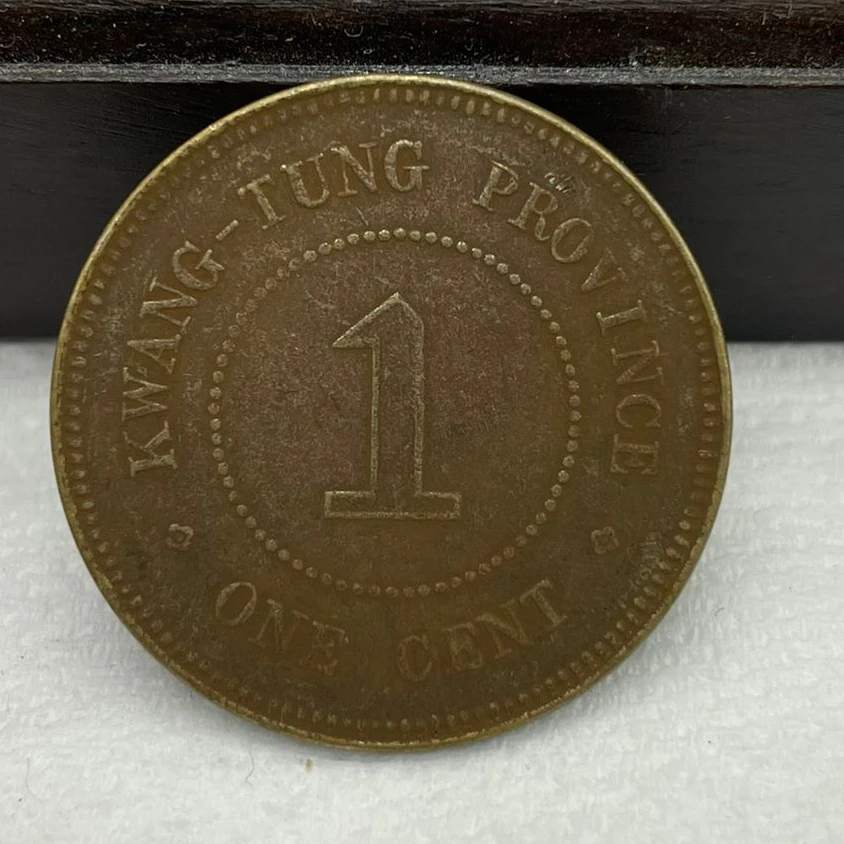 KWANG-TUNG PROVINCE
1
ONE CENT